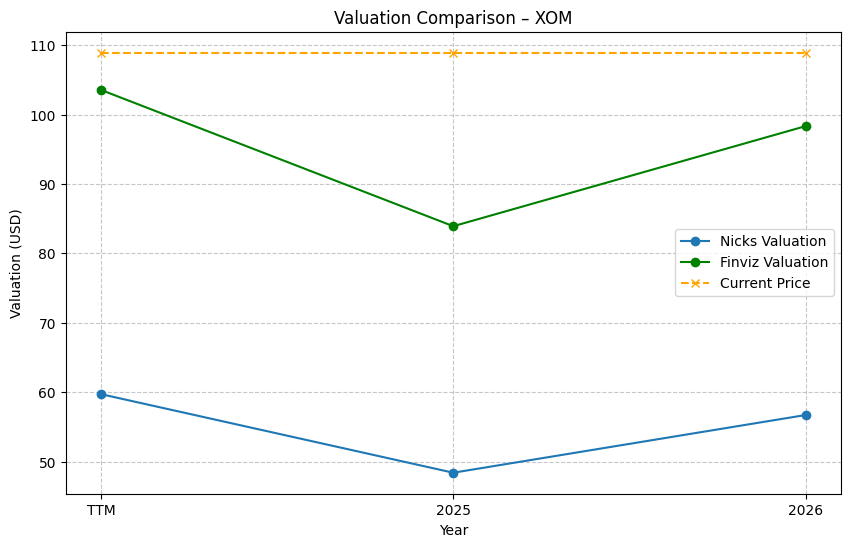 Valuation Comparison – XOM
Valuation (USD)
110
100
90
80
70
60
50
Nicks Valuation
Finviz Valuation
Current Price
TTM
2025
2026
Year